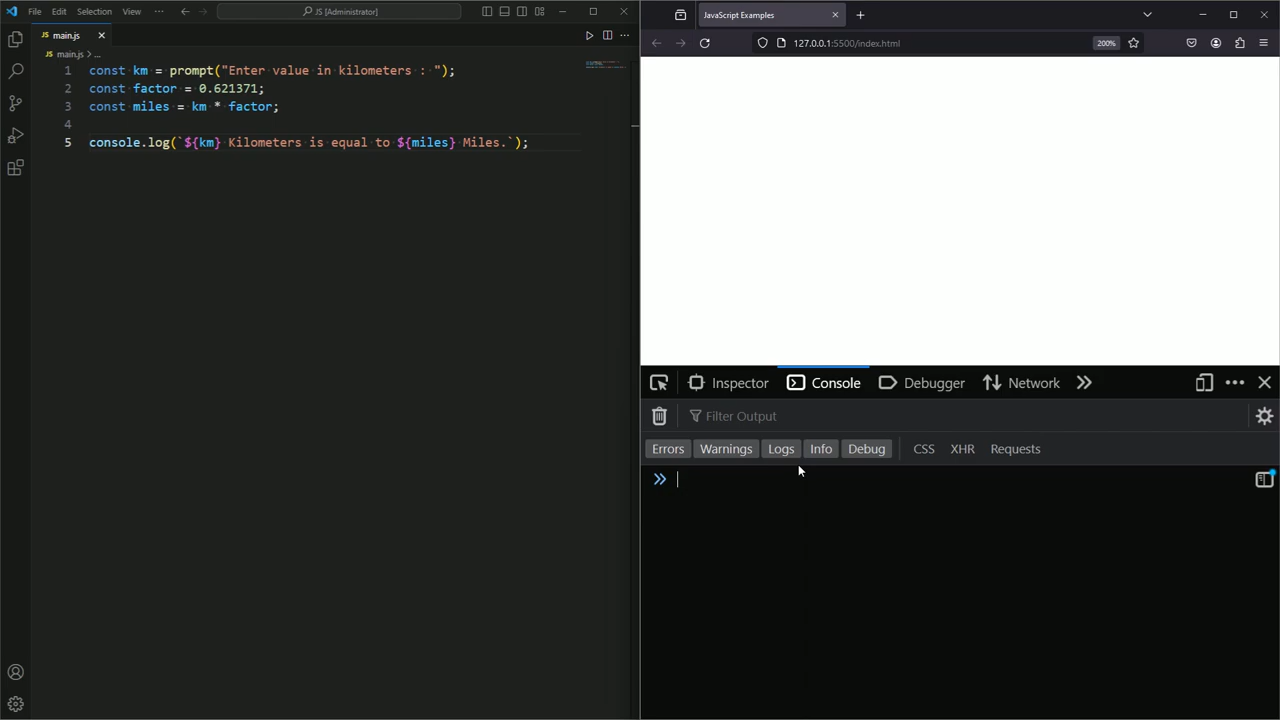 File Edit Selection View ··· JS [Administrator]
JS main.js
JS main.js > ...
1 const km = prompt("Enter value in kilometers : ");
2 const factor = 0.621371;
3 const miles = km * factor;
4
5 console.log(`${km} Kilometers is equal to ${miles} Miles.`);
JavaScript Examples
127.0.0.1:5500/index.html 200%
Inspector Console Debugger Network
Filter Output
Errors Warnings Logs Info Debug CSS XHR Requests